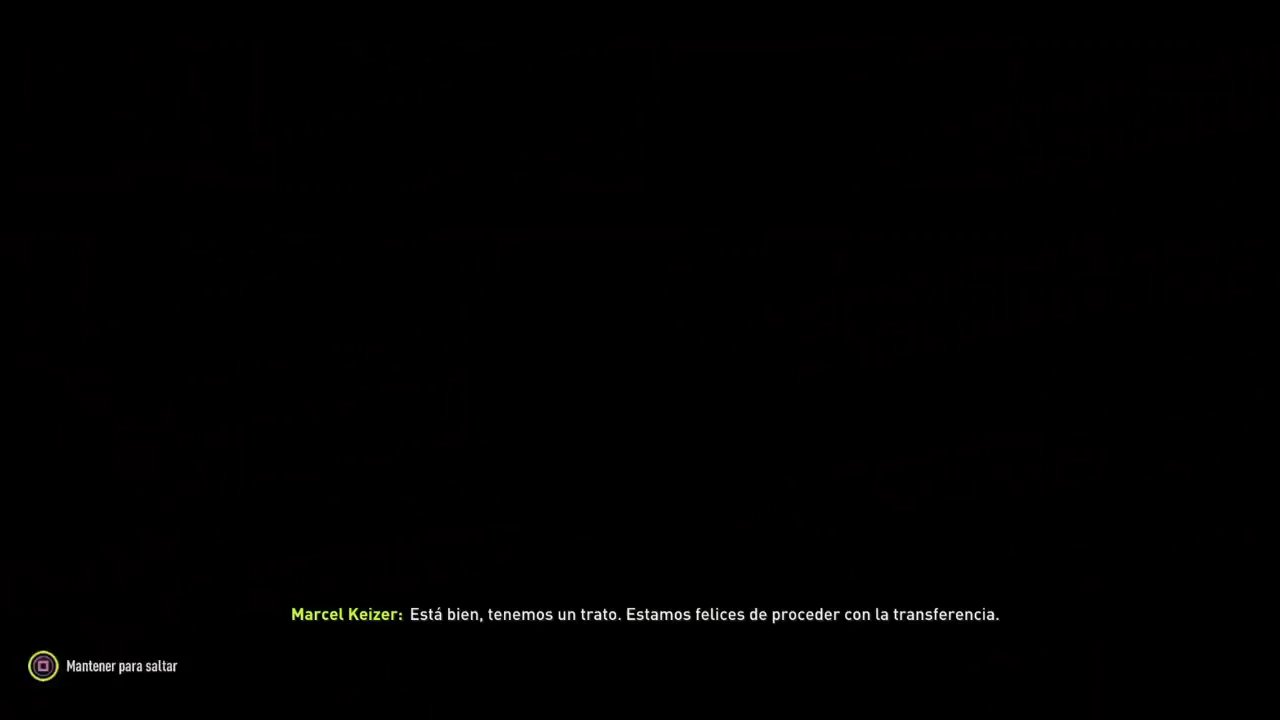 Marcel Keizer: Está bien, tenemos un trato. Estamos felices de proceder con la transferencia.
Mantener para saltar